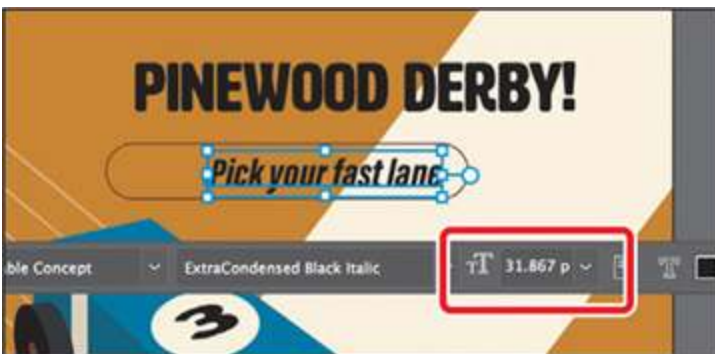 PINEWOOD DERBY!
Pick your fast lane
ble Concept
ExtraCondensed Black Italic
31.867 p
3